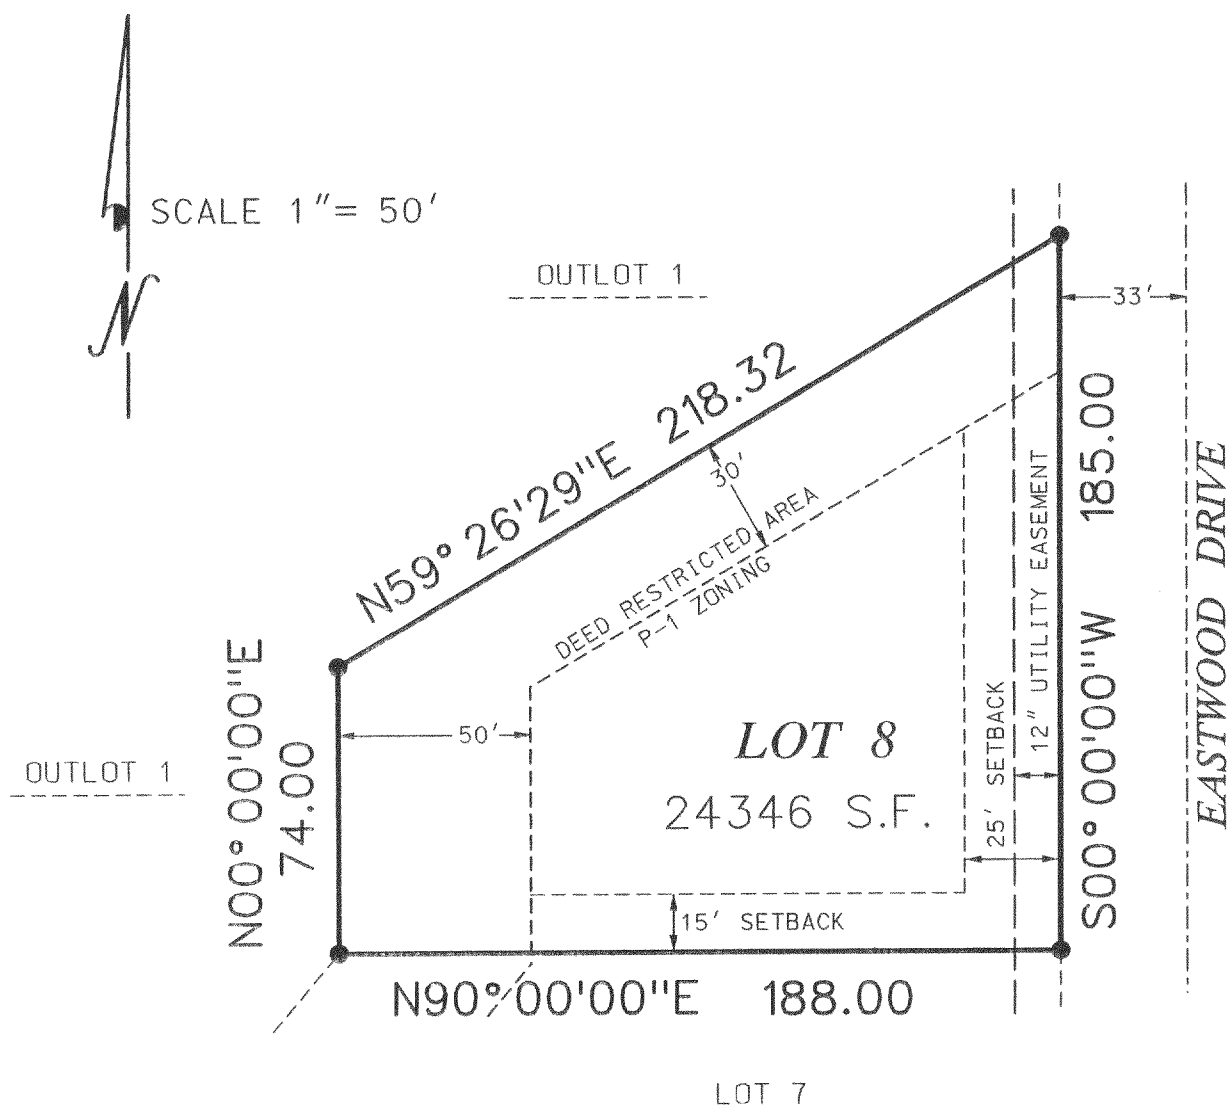 SCALE 1"= 50'
N
OUTLOT 1
33'
N59° 26'29"E 218.32
30'
DEED RESTRICTED AREA
P-1 ZONING
185.00
S00° 00'00"W
EASTWOOD DRIVE
12" UTILITY EASEMENT
25' SETBACK
N00° 00'00"E
74.00
OUTLOT 1
50'
LOT 8
24346 S.F.
15' SETBACK
N90°00'00"E 188.00
LOT 7